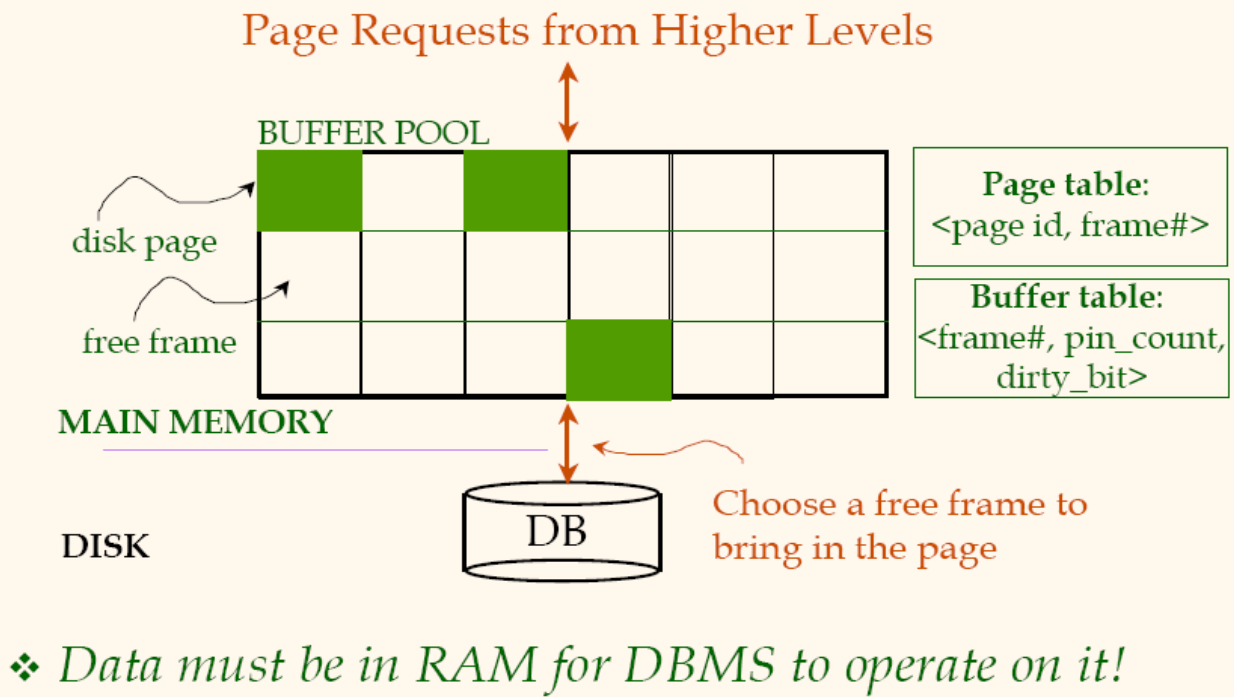 Page Requests from Higher Levels
BUFFER POOL
disk page
free frame
Page table:
<page id, frame#>
Buffer table:
<frame#, pin_count,
dirty_bit>
MAIN MEMORY
DISK
DB
Choose a free frame to
bring in the page
❖ Data must be in RAM for DBMS to operate on it!